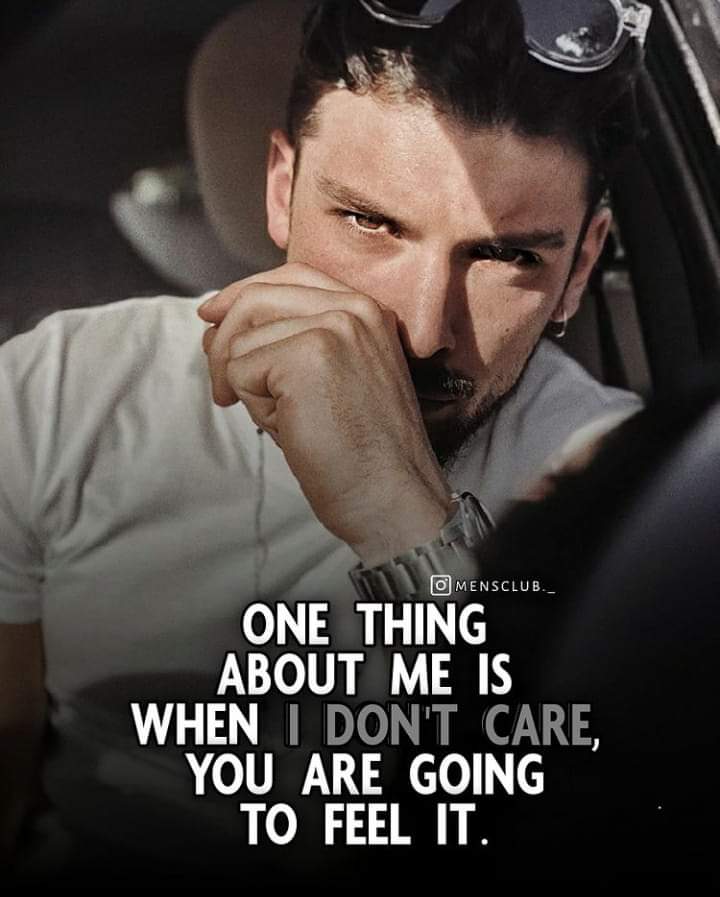 MENSCLUB._
ONE THING
ABOUT ME IS
WHEN I DON'T CARE,
YOU ARE GOING
TO FEEL IT.